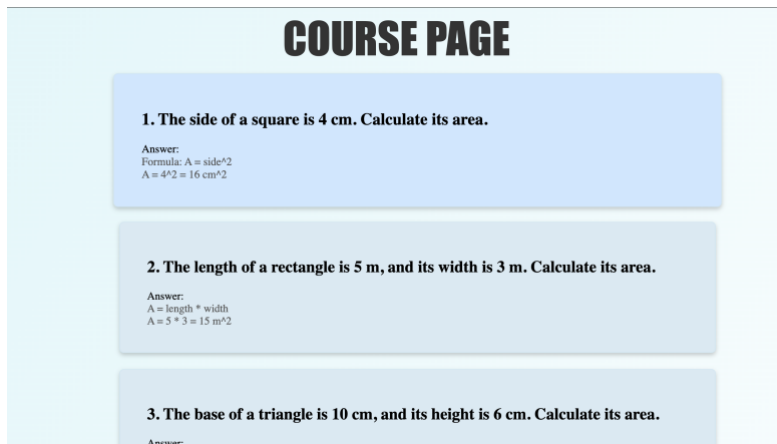 COURSE PAGE
1. The side of a square is 4 cm. Calculate its area.
Answer:
Formula: A = side^2
A = 4^2 = 16 cm^2
2. The length of a rectangle is 5 m, and its width is 3 m. Calculate its area.
Answer:
A = length * width
A = 5 * 3 = 15 m^2
3. The base of a triangle is 10 cm, and its height is 6 cm. Calculate its area.
Answer: